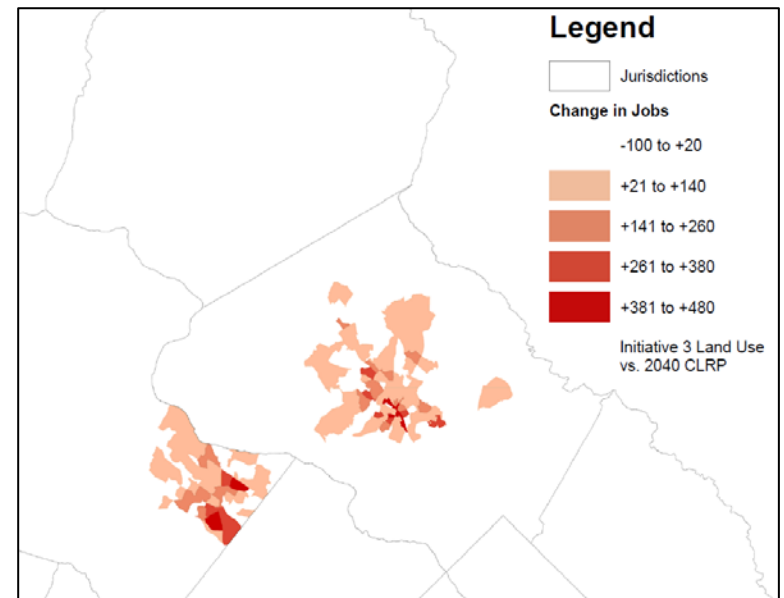 Legend
Jurisdictions
Change in Jobs
-100 to +20
+21 to +140
+141 to +260
+261 to +380
+381 to +480
Initiative 3 Land Use
vs. 2040 CLRP